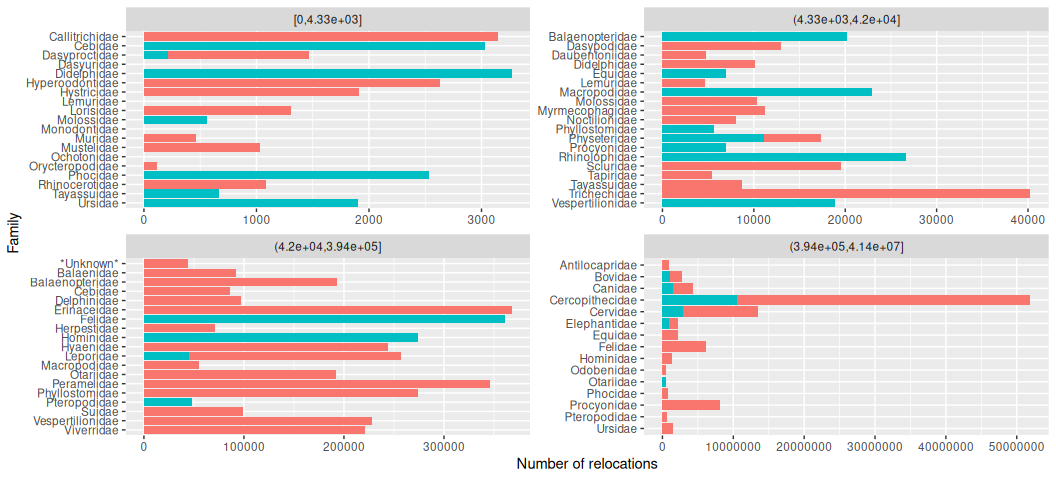 [0,4.33e+03]
Callitrichidae
Cebidae
Dasyproctidae
Dasyuridae
Didelphidae
Hyperoodontidae
Hystricidae
Lemuridae
Lorisidae
Molossidae
Monodontidae
Muridae
Mustelidae
Ochotonidae
Orycteropodidae
Phocidae
Rhinocerotidae
Tayassuidae
Ursidae
0 1000 2000 3000
(4.33e+03,4.2e+04]
Balaenopteridae
Dasypodidae
Daubentoniidae
Didelphidae
Equidae
Lemuridae
Macropodidae
Molossidae
Myrmecophagidae
Noctilionidae
Phyllostomidae
Physeteridae
Procyonidae
Rhinolophidae
Sciuridae
Tapiridae
Tayassuidae
Trichechidae
Vespertilionidae
0 10000 20000 30000 40000
Family
(4.2e+04,3.94e+05]
*Unknown*
Balaenidae
Balaenopteridae
Cebidae
Delphinidae
Erinaceidae
Felidae
Herpestidae
Hominidae
Hyaenidae
Leporidae
Macropodidae
Otariidae
Peramelidae
Phyllostomidae
Pteropodidae
Suidae
Vespertilionidae
Viverridae
0 100000 200000 300000
(3.94e+05,4.14e+07]
Antilocapridae
Bovidae
Canidae
Cercopithecidae
Cervidae
Elephantidae
Equidae
Felidae
Hominidae
Odobenidae
Otariidae
Phocidae
Procyonidae
Pteropodidae
Ursidae
0 10000000 20000000 30000000 40000000 50000000
Number of relocations